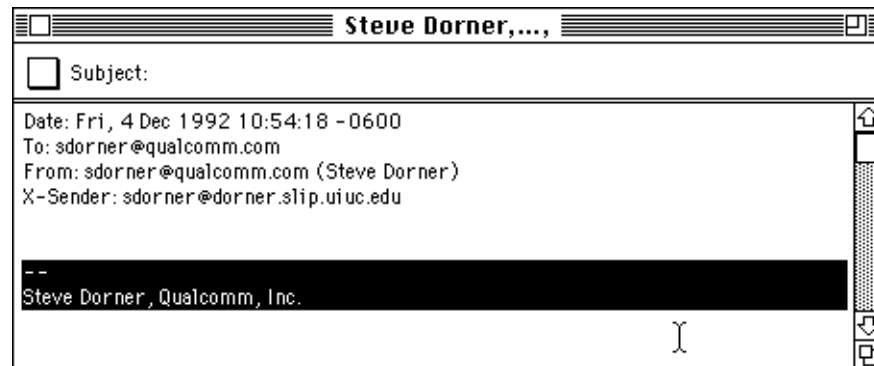 Steve Dorner,...,
Subject:
Date: Fri, 4 Dec 1992 10:54:18 -0600
To: sdorner@qualcomm.com
From: sdorner@qualcomm.com (Steve Dorner)
X-Sender: sdorner@dorner.slip.uiuc.edu
--
Steve Dorner, Qualcomm, Inc.